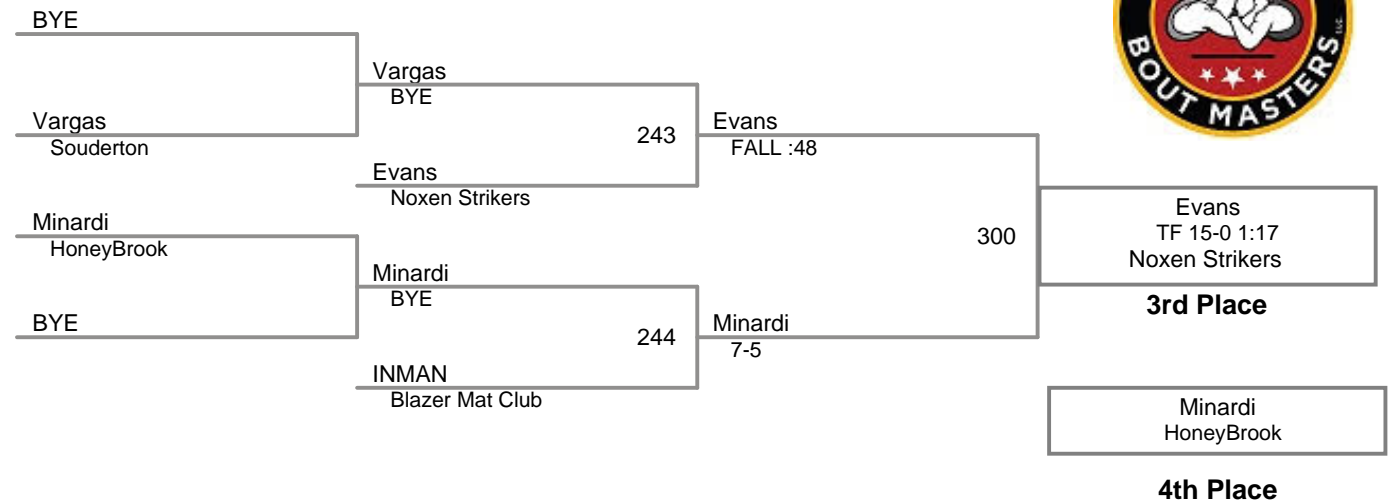 BYE
Vargas
Souderton
Minardi
HoneyBrook
BYE
Vargas
BYE
Evans
Noxen Strikers
Minardi
BYE
INMAN
Blazer Mat Club
243
244
Evans
FALL :48
Minardi
7-5
300
BOUT MASTERS
Evans
TF 15-0 1:17
Noxen Strikers
3rd Place
Minardi
HoneyBrook
4th Place